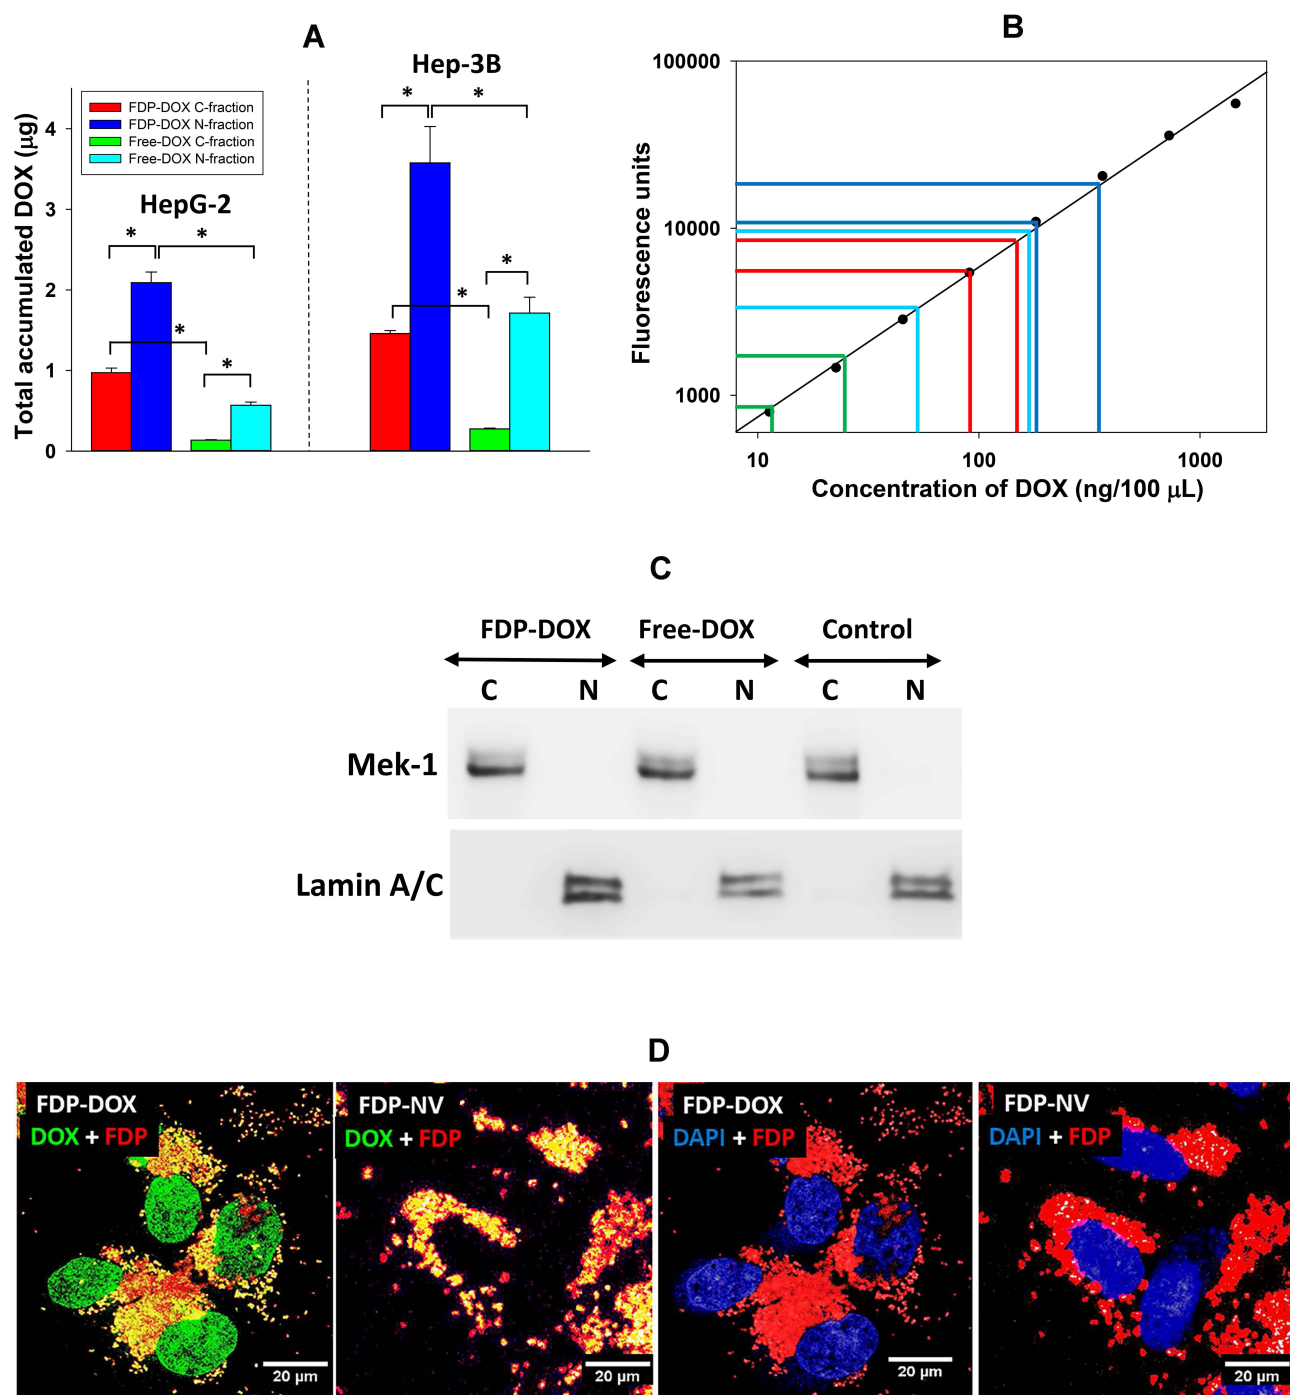 A
Hep-3B
FDP-DOX C-fraction
FDP-DOX N-fraction
Free-DOX C-fraction
Free-DOX N-fraction
HepG-2
Total accumulated DOX (μg)
4
3
2
1
0
* * * * * * * *
B
Fluorescence units
100000
10000
1000
10 100 1000
Concentration of DOX (ng/100 μL)
C
FDP-DOX Free-DOX Control
C N C N C N
Mek-1
Lamin A/C
D
FDP-DOX
DOX + FDP
20 μm
FDP-NV
DOX + FDP
20 μm
FDP-DOX
DAPI + FDP
20 μm
FDP-NV
DAPI + FDP
20 μm